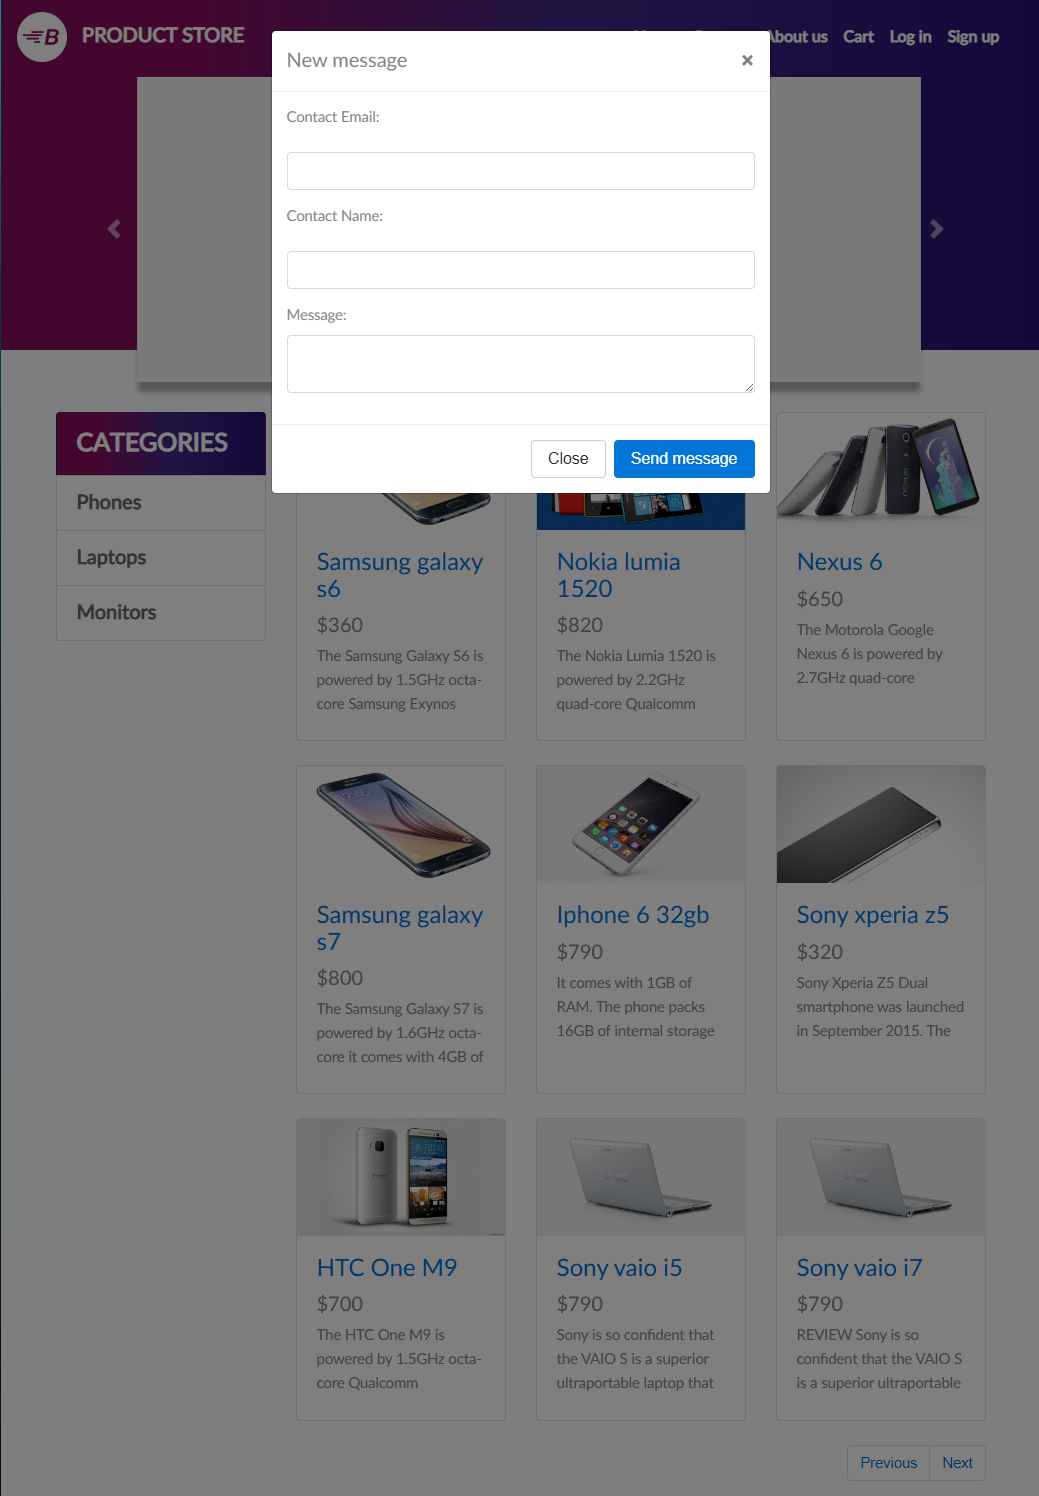 B
PRODUCT STORE
About us Cart Log in Sign up
New message ×
Contact Email:
Contact Name:
Message:
Close Send message
CATEGORIES
Phones
Laptops
Monitors
Samsung galaxy
s6
$360
The Samsung Galaxy S6 is
powered by 1.5GHz octa-
core Samsung Exynos
Nokia lumia
1520
$820
The Nokia Lumia 1520 is
powered by 2.2GHz
quad-core Qualcomm
nexus
Nexus 6
$650
The Motorola Google
Nexus 6 is powered by
2.7GHz quad-core
Samsung galaxy
s7
$800
The Samsung Galaxy S7 is
powered by 1.6GHz octa-
core it comes with 4GB of
Iphone 6 32gb
$790
It comes with 1GB of
RAM. The phone packs
16GB of internal storage
Sony xperia z5
$320
Sony Xperia Z5 Dual
smartphone was launched
in September 2015. The
hTC
HTC One M9
$700
The HTC One M9 is
powered by 1.5GHz octa-
core Qualcomm
VAIO
Sony vaio i5
$790
Sony is so confident that
the VAIO S is a superior
ultraportable laptop that
VAIO
Sony vaio i7
$790
REVIEW Sony is so
confident that the VAIO S
is a superior ultraportable
Previous Next